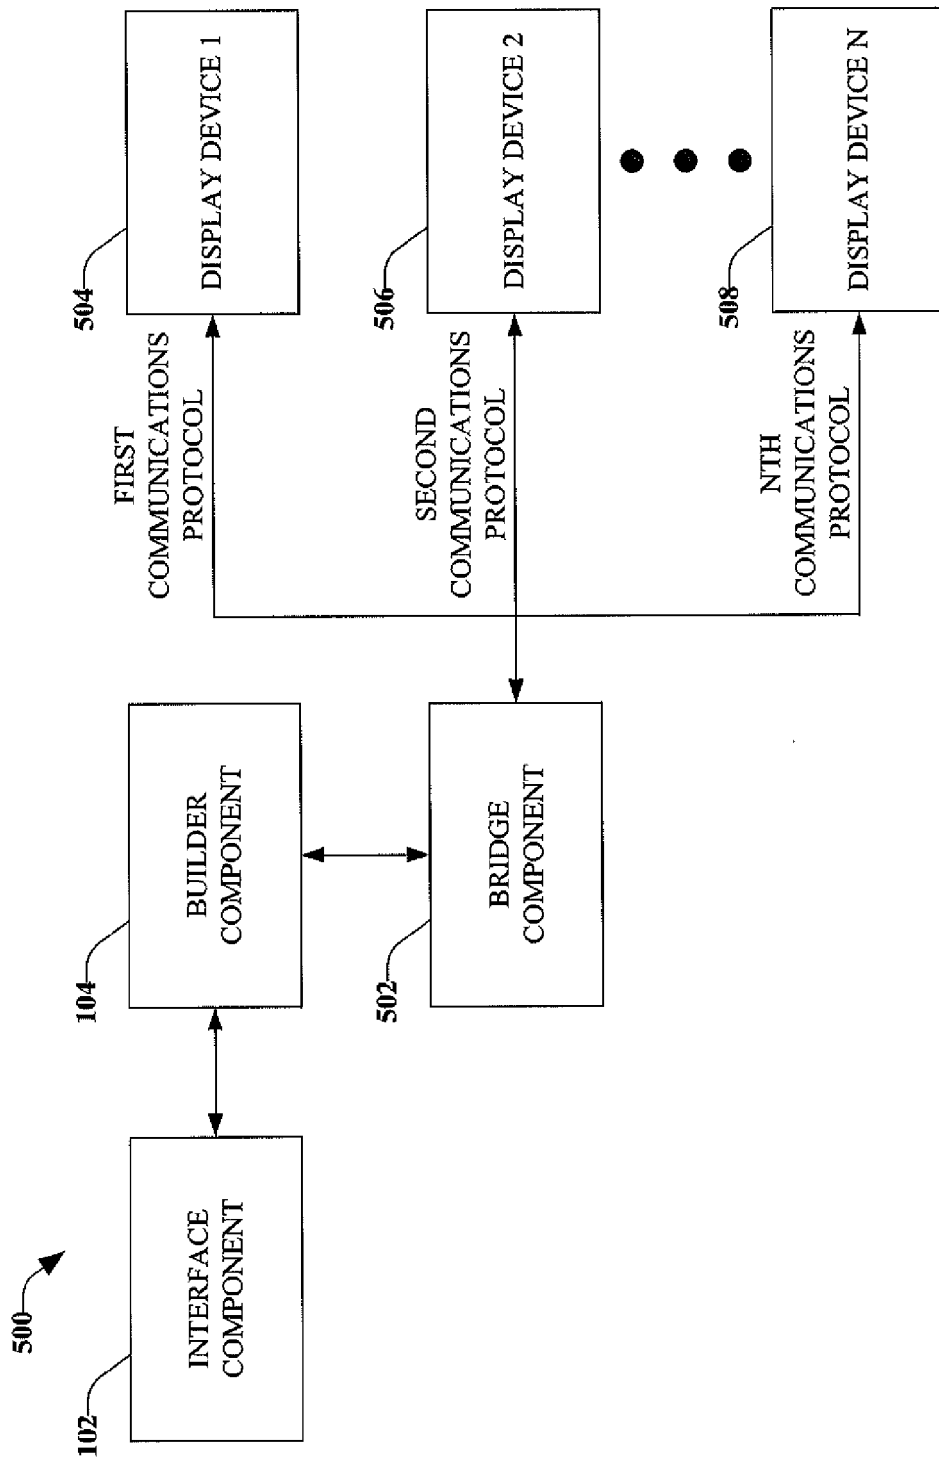 500
102
INTERFACE
COMPONENT
104
BUILDER
COMPONENT
502
BRIDGE
COMPONENT
FIRST
COMMUNICATIONS
PROTOCOL
504
DISPLAY DEVICE 1
SECOND
COMMUNICATIONS
PROTOCOL
506
DISPLAY DEVICE 2
NTH
COMMUNICATIONS
PROTOCOL
508
DISPLAY DEVICE N